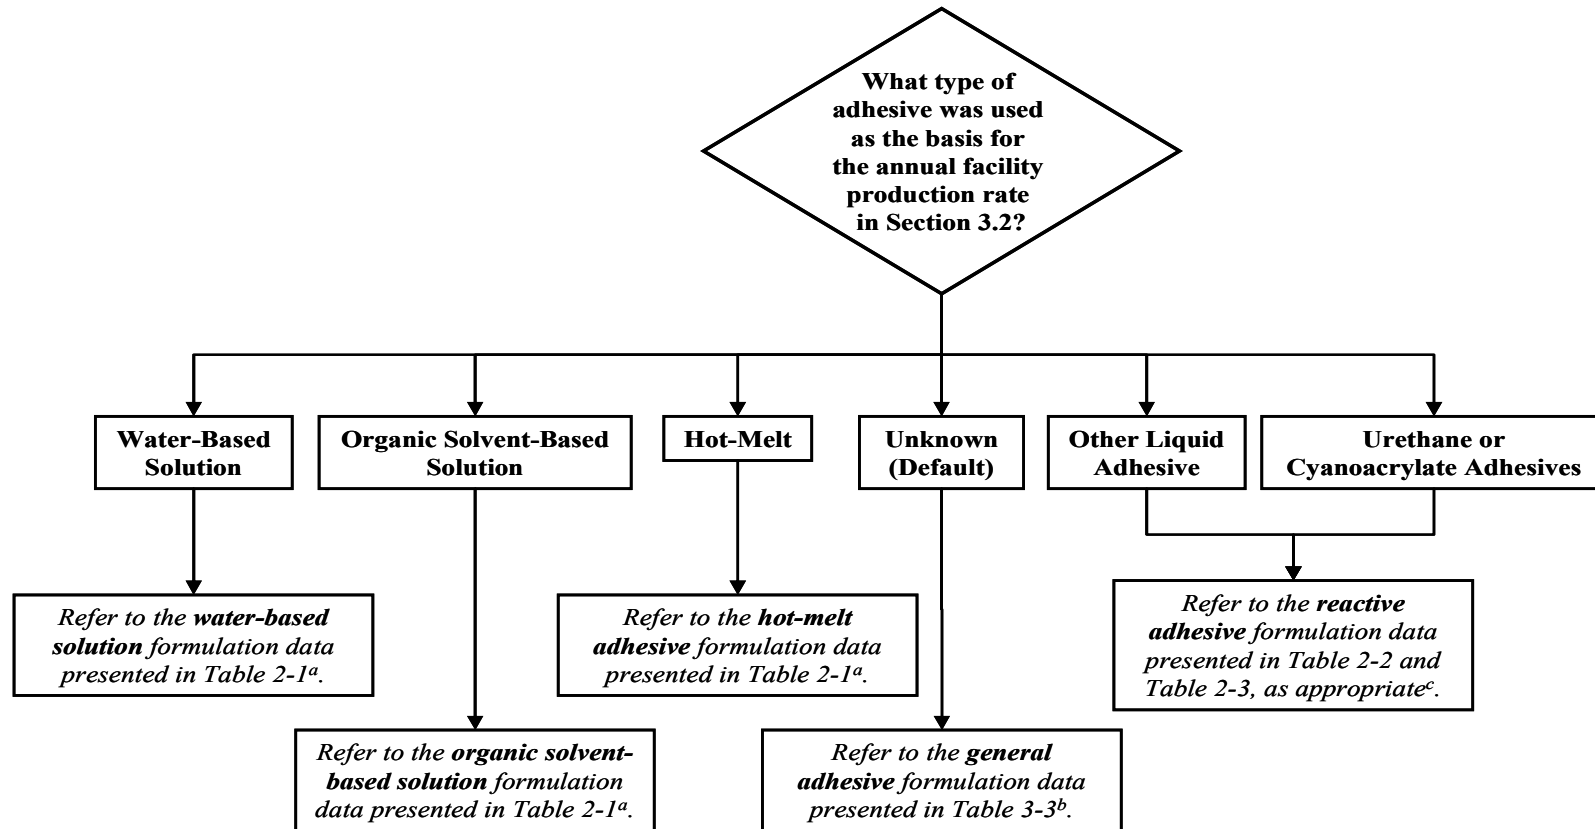 What type of
adhesive was used
as the basis for
the annual facility
production rate
in Section 3.2?
Water-Based
Solution
Organic Solvent-Based
Solution
Hot-Melt
Unknown
(Default)
Other Liquid
Adhesive
Urethane or
Cyanoacrylate Adhesives
Refer to the water-based
solution formulation data
presented in Table 2-1ᵃ.
Refer to the organic solvent-
based solution formulation
data presented in Table 2-1ᵃ.
Refer to the hot-melt
adhesive formulation data
presented in Table 2-1ᵃ.
Refer to the general
adhesive formulation data
presented in Table 3-3ᵇ.
Refer to the reactive
adhesive formulation data
presented in Table 2-2 and
Table 2-3, as appropriateᶜ.